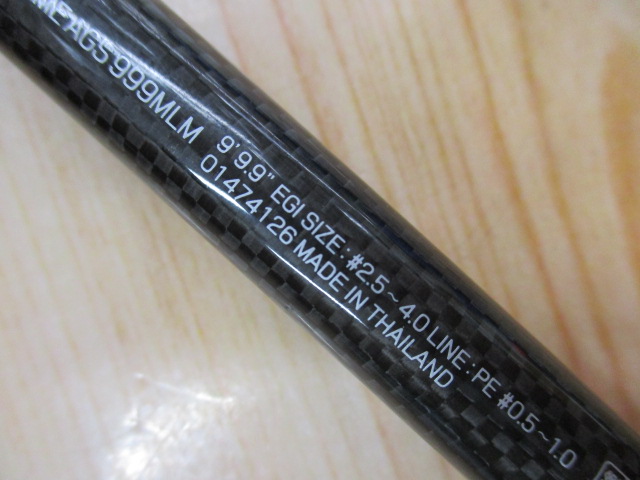 AGS 999MLM 9'9.9" EGI SIZE : #2.5~4.0 LINE : PE #0.5~1.0
01474126 MADE IN THAILAND